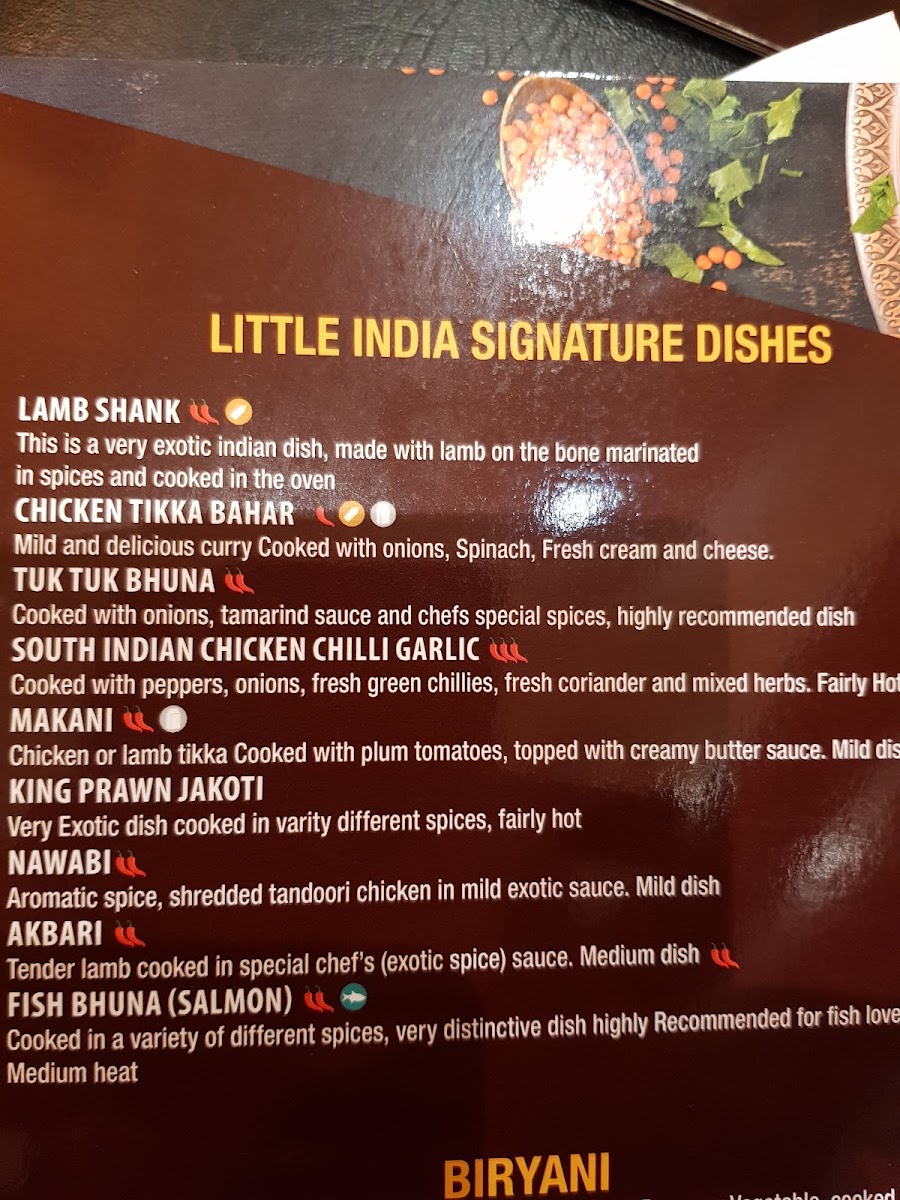 LITTLE INDIA SIGNATURE DISHES
LAMB SHANK
This is a very exotic indian dish, made with lamb on the bone marinated
in spices and cooked in the oven
CHICKEN TIKKA BAHAR
Mild and delicious curry Cooked with onions, Spinach, Fresh cream and cheese.
TUK TUK BHUNA
Cooked with onions, tamarind sauce and chefs special spices, highly recommended dish
SOUTH INDIAN CHICKEN CHILLI GARLIC
Cooked with peppers, onions, fresh green chillies, fresh coriander and mixed herbs. Fairly Hot
MAKANI
Chicken or lamb tikka Cooked with plum tomatoes, topped with creamy butter sauce. Mild dis
KING PRAWN JAKOTI
Very Exotic dish cooked in varity different spices, fairly hot
NAWABI
Aromatic spice, shredded tandoori chicken in mild exotic sauce. Mild dish
AKBARI
Tender lamb cooked in special chef's (exotic spice) sauce. Medium dish
FISH BHUNA (SALMON)
Cooked in a variety of different spices, very distinctive dish highly Recommended for fish love
Medium heat
BIRYANI
Vegetable, cooked